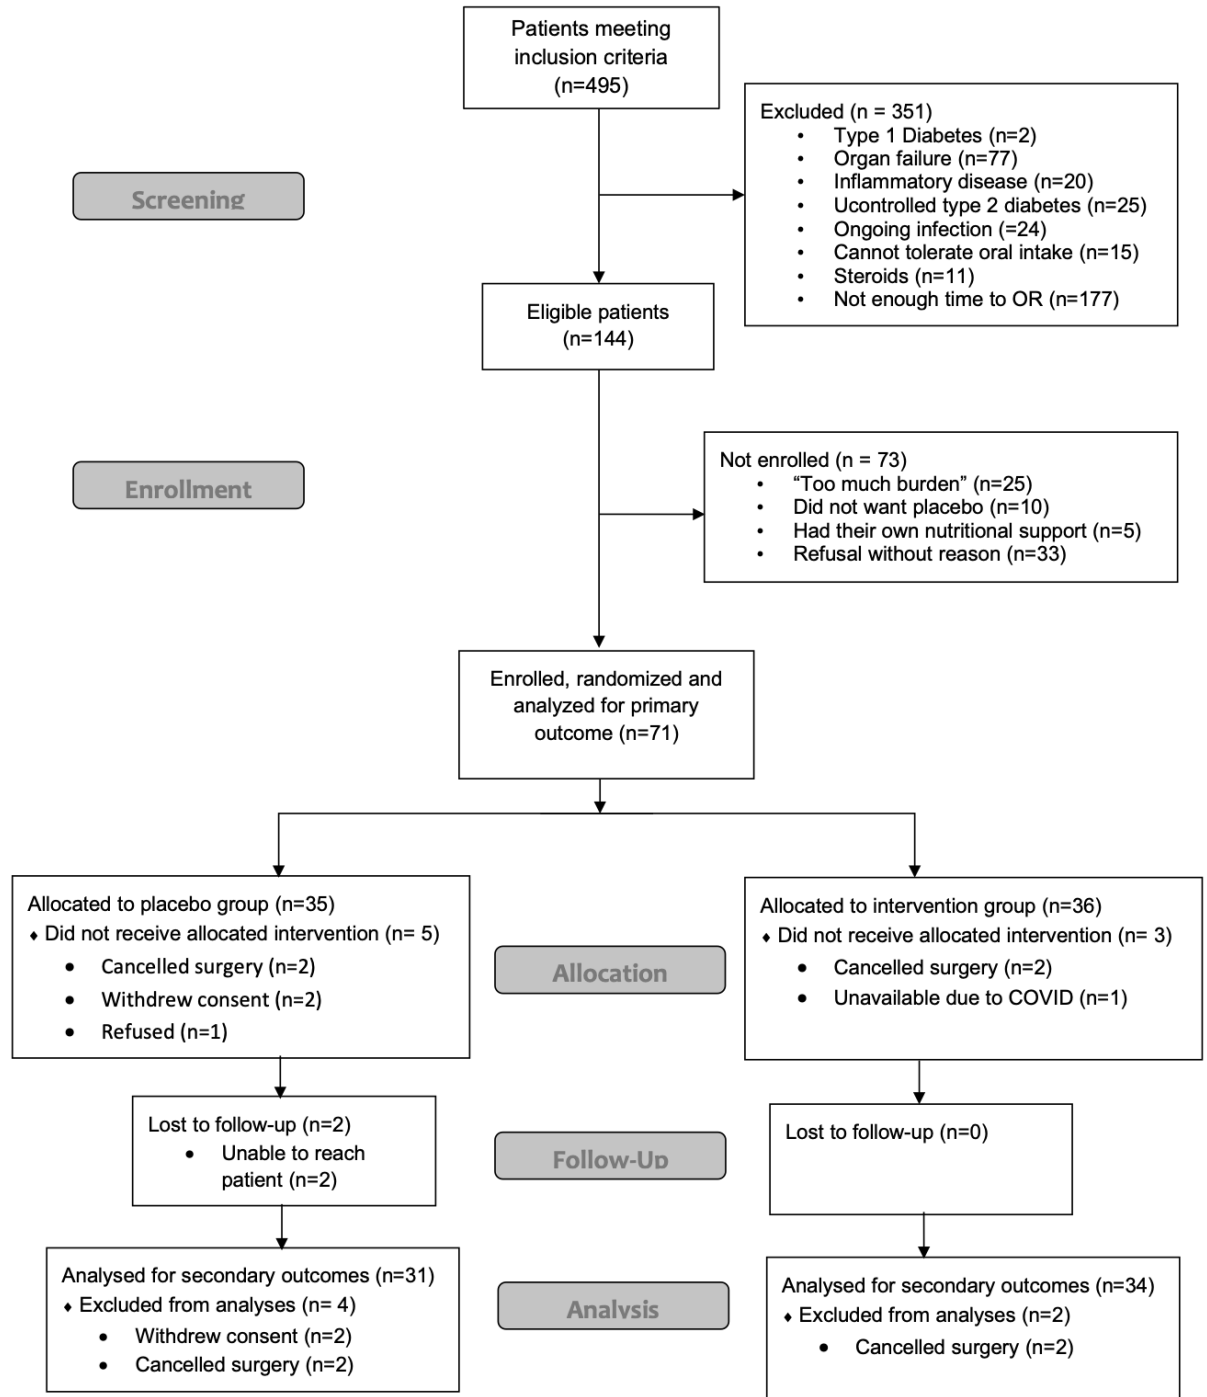 Patients meeting
inclusion criteria
(n=495)
Excluded (n = 351)
• Type 1 Diabetes (n=2)
• Organ failure (n=77)
• Inflammatory disease (n=20)
• Ucontrolled type 2 diabetes (n=25)
• Ongoing infection (=24)
• Cannot tolerate oral intake (n=15)
• Steroids (n=11)
• Not enough time to OR (n=177)
Screening
Eligible patients
(n=144)
Not enrolled (n = 73)
• “Too much burden” (n=25)
• Did not want placebo (n=10)
• Had their own nutritional support (n=5)
• Refusal without reason (n=33)
Enrollment
Enrolled, randomized and
analyzed for primary
outcome (n=71)
Allocated to placebo group (n=35)
♦ Did not receive allocated intervention (n= 5)
• Cancelled surgery (n=2)
• Withdrew consent (n=2)
• Refused (n=1)
Allocation
Allocated to intervention group (n=36)
♦ Did not receive allocated intervention (n= 3)
• Cancelled surgery (n=2)
• Unavailable due to COVID (n=1)
Lost to follow-up (n=2)
• Unable to reach
patient (n=2)
Follow-Up
Lost to follow-up (n=0)
Analysed for secondary outcomes (n=31)
♦ Excluded from analyses (n= 4)
• Withdrew consent (n=2)
• Cancelled surgery (n=2)
Analysis
Analysed for secondary outcomes (n=34)
♦ Excluded from analyses (n=2)
• Cancelled surgery (n=2)